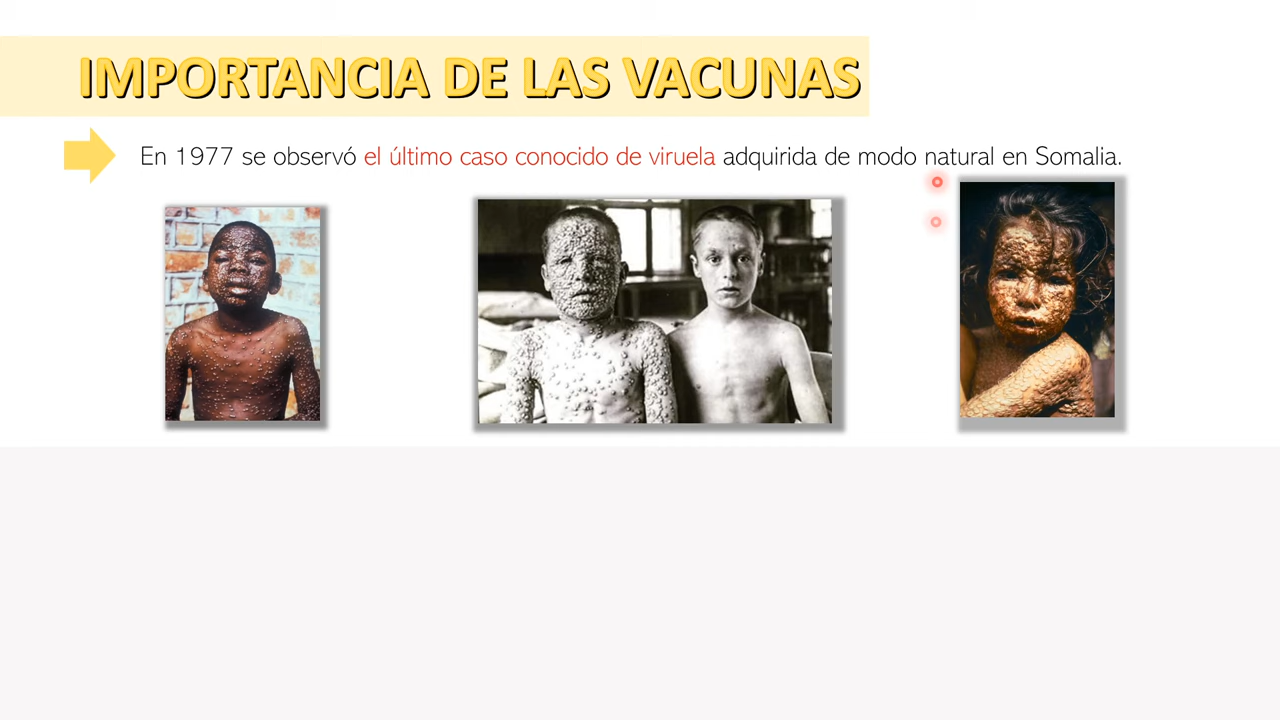 IMPORTANCIA DE LAS VACUNAS
En 1977 se observó el último caso conocido de viruela adquirida de modo natural en Somalia.